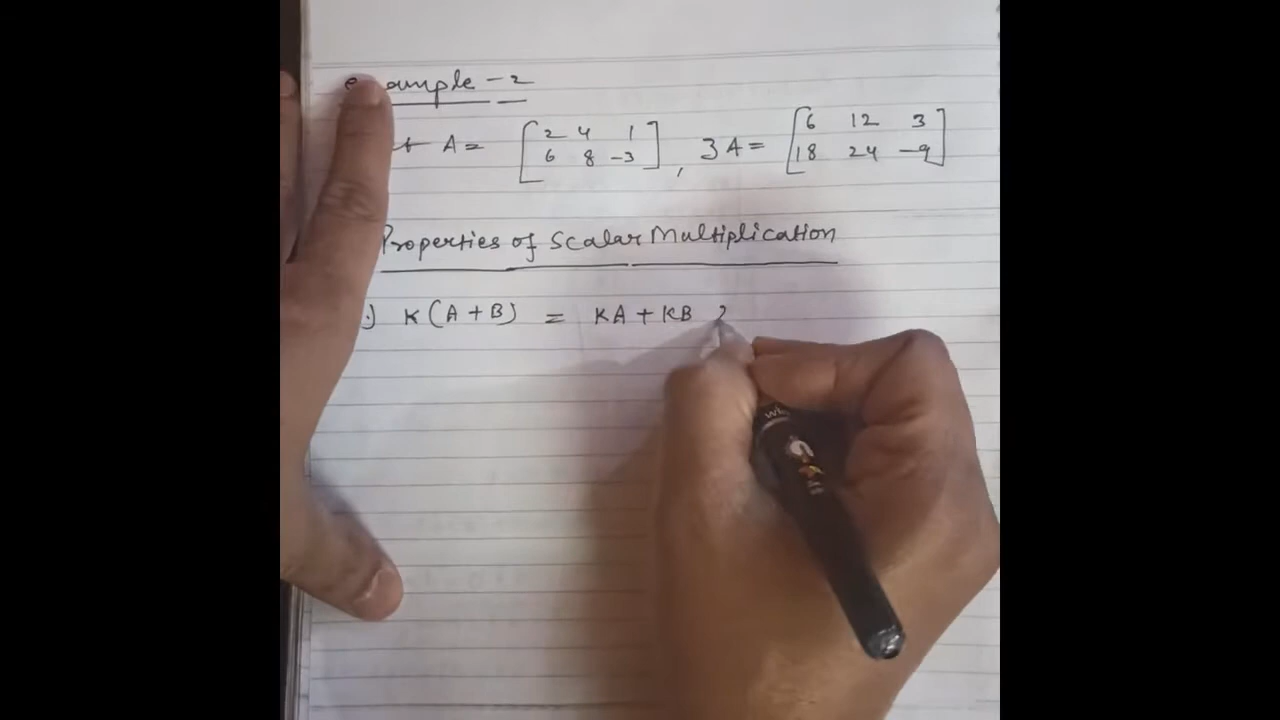 ample - 2
A = [ 2 4 1 ], 3A = [ 6 12 3 ]
[ 6 8 -3 ] [ 18 24 -9 ]
Properties of Scalar Multiplication
.) K(A+B) = KA + KB